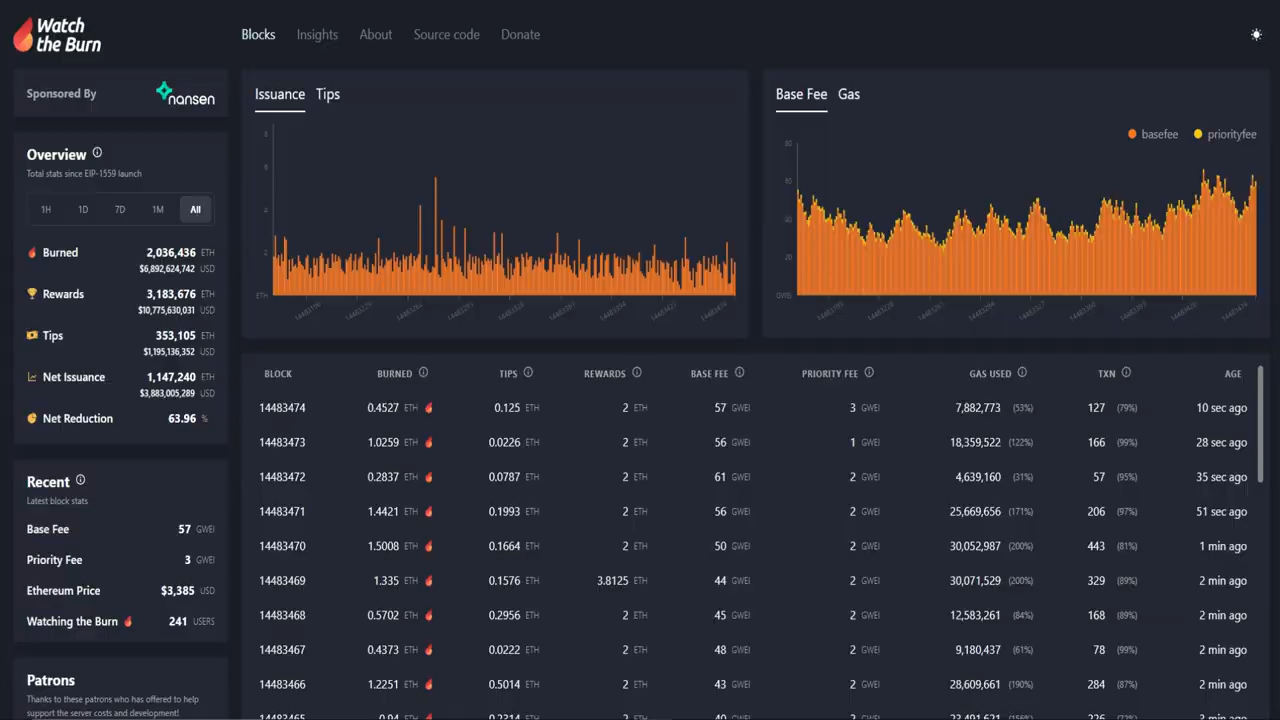 Watch
the Burn
Blocks Insights About Source code Donate
Sponsored By nansen
Overview
Total stats since EIP-1559 launch
1H 1D 7D 1M All
Burned 2,036,436 ETH
$6,892,624,742 USD
Rewards 3,183,676 ETH
$10,775,630,031 USD
Tips 353,105 ETH
$1,195,136,352 USD
Net Issuance 1,147,240 ETH
$3,883,005,289 USD
Net Reduction 63.96 %
Recent
Latest block stats
Base Fee 57 GWEI
Priority Fee 3 GWEI
Ethereum Price $3,385 USD
Watching the Burn 241 USERS
Patrons
Thanks to these patrons who has offered to help
support the server costs and development!
Issuance Tips
8
6
4
2
ETH
Base Fee Gas
basefee priorityfee
80
60
40
20
GWEI
BLOCK BURNED TIPS REWARDS BASE FEE PRIORITY FEE GAS USED TXN AGE
14483474 0.4527 ETH 0.125 ETH 2 ETH 57 GWEI 3 GWEI 7,882,773 (53%) 127 (79%) 10 sec ago
14483473 1.0259 ETH 0.0226 ETH 2 ETH 56 GWEI 1 GWEI 18,359,522 (122%) 166 (99%) 28 sec ago
14483472 0.2837 ETH 0.0787 ETH 2 ETH 61 GWEI 2 GWEI 4,639,160 (31%) 57 (95%) 35 sec ago
14483471 1.4421 ETH 0.1993 ETH 2 ETH 56 GWEI 2 GWEI 25,669,656 (171%) 206 (97%) 51 sec ago
14483470 1.5008 ETH 0.1664 ETH 2 ETH 50 GWEI 2 GWEI 30,052,987 (200%) 443 (81%) 1 min ago
14483469 1.335 ETH 0.1576 ETH 3.8125 ETH 44 GWEI 2 GWEI 30,071,529 (200%) 329 (89%) 2 min ago
14483468 0.5702 ETH 0.2956 ETH 2 ETH 45 GWEI 2 GWEI 12,583,261 (84%) 168 (89%) 2 min ago
14483467 0.4373 ETH 0.0222 ETH 2 ETH 48 GWEI 2 GWEI 9,180,437 (61%) 78 (99%) 2 min ago
14483466 1.2251 ETH 0.5014 ETH 2 ETH 43 GWEI 2 GWEI 28,609,661 (190%) 284 (87%) 2 min ago